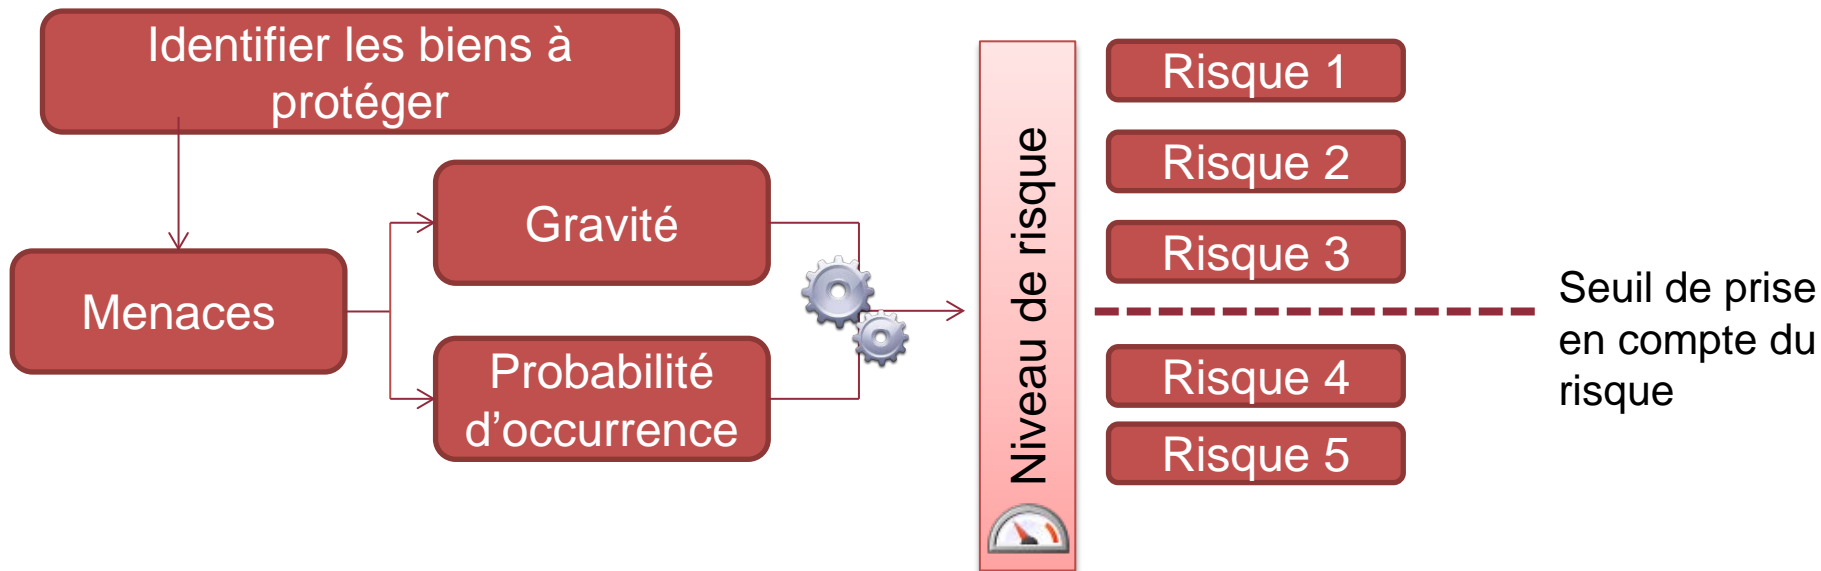 Identifier les biens à
protéger
Menaces
Gravité
Probabilité
d’occurrence
Niveau de risque
Risque 1
Risque 2
Risque 3
Risque 4
Risque 5
Seuil de prise
en compte du
risque